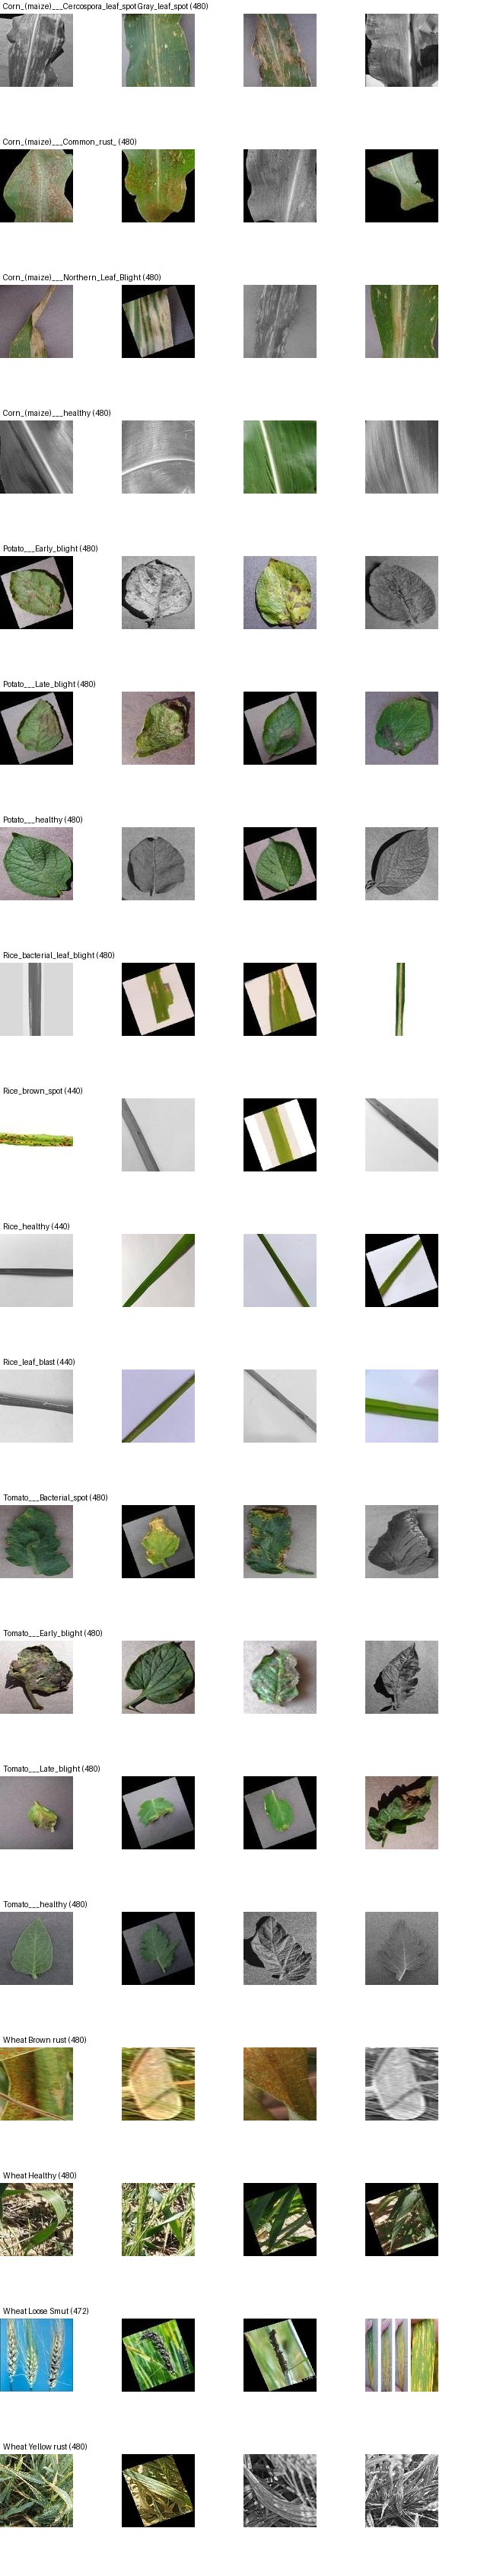 Corn_(maize)___Cercospora_leaf_spot Gray_leaf_spot (480)
Corn_(maize)___Common_rust_ (480)
Corn_(maize)___Northern_Leaf_Blight (480)
Corn_(maize)___healthy (480)
Potato___Early_blight (480)
Potato___Late_blight (480)
Potato___healthy (480)
Rice_bacterial_leaf_blight (480)
Rice_brown_spot (440)
Rice_healthy (440)
Rice_leaf_blast (440)
Tomato___Bacterial_spot (480)
Tomato___Early_blight (480)
Tomato___Late_blight (480)
Tomato___healthy (480)
Wheat Brown rust (480)
Wheat Healthy (480)
Wheat Loose Smut (472)
Wheat Yellow rust (480)